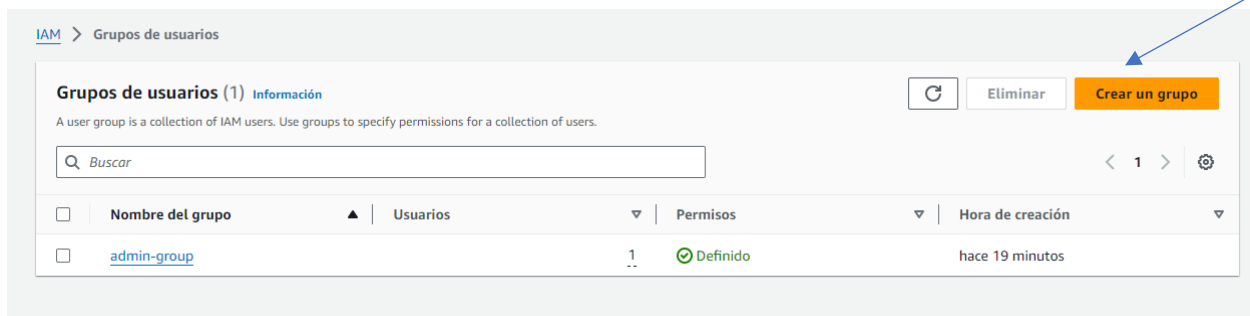 IAM > Grupos de usuarios
Grupos de usuarios (1) Información
Eliminar
Crear un grupo
A user group is a collection of IAM users. Use groups to specify permissions for a collection of users.
Buscar
< 1 >
Nombre del grupo
Usuarios
Permisos
Hora de creación
admin-group
1
Definido
hace 19 minutos